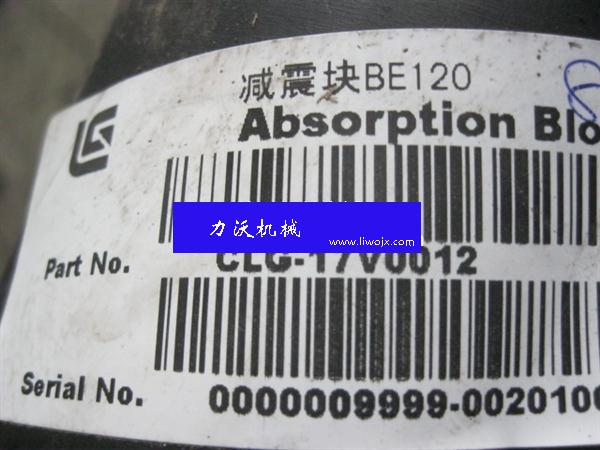 减震块BE120
Absorption Blo
力沃机械
www.liwojx.com
Part No. CLG-17V0012
Serial No. 0000009999-0020100